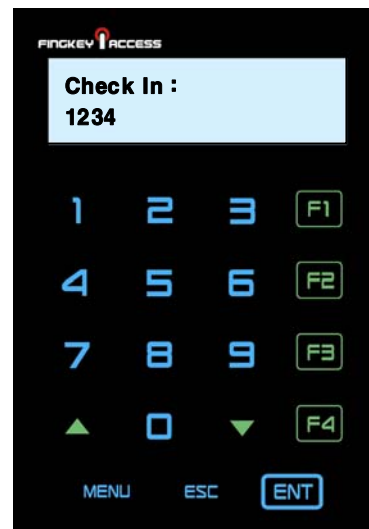 FINGKEY ACCESS
Check In :
1234
1 2 3 F1
4 5 6 F2
7 8 9 F3
▲ 0 ▼ F4
MENU ESC ENT